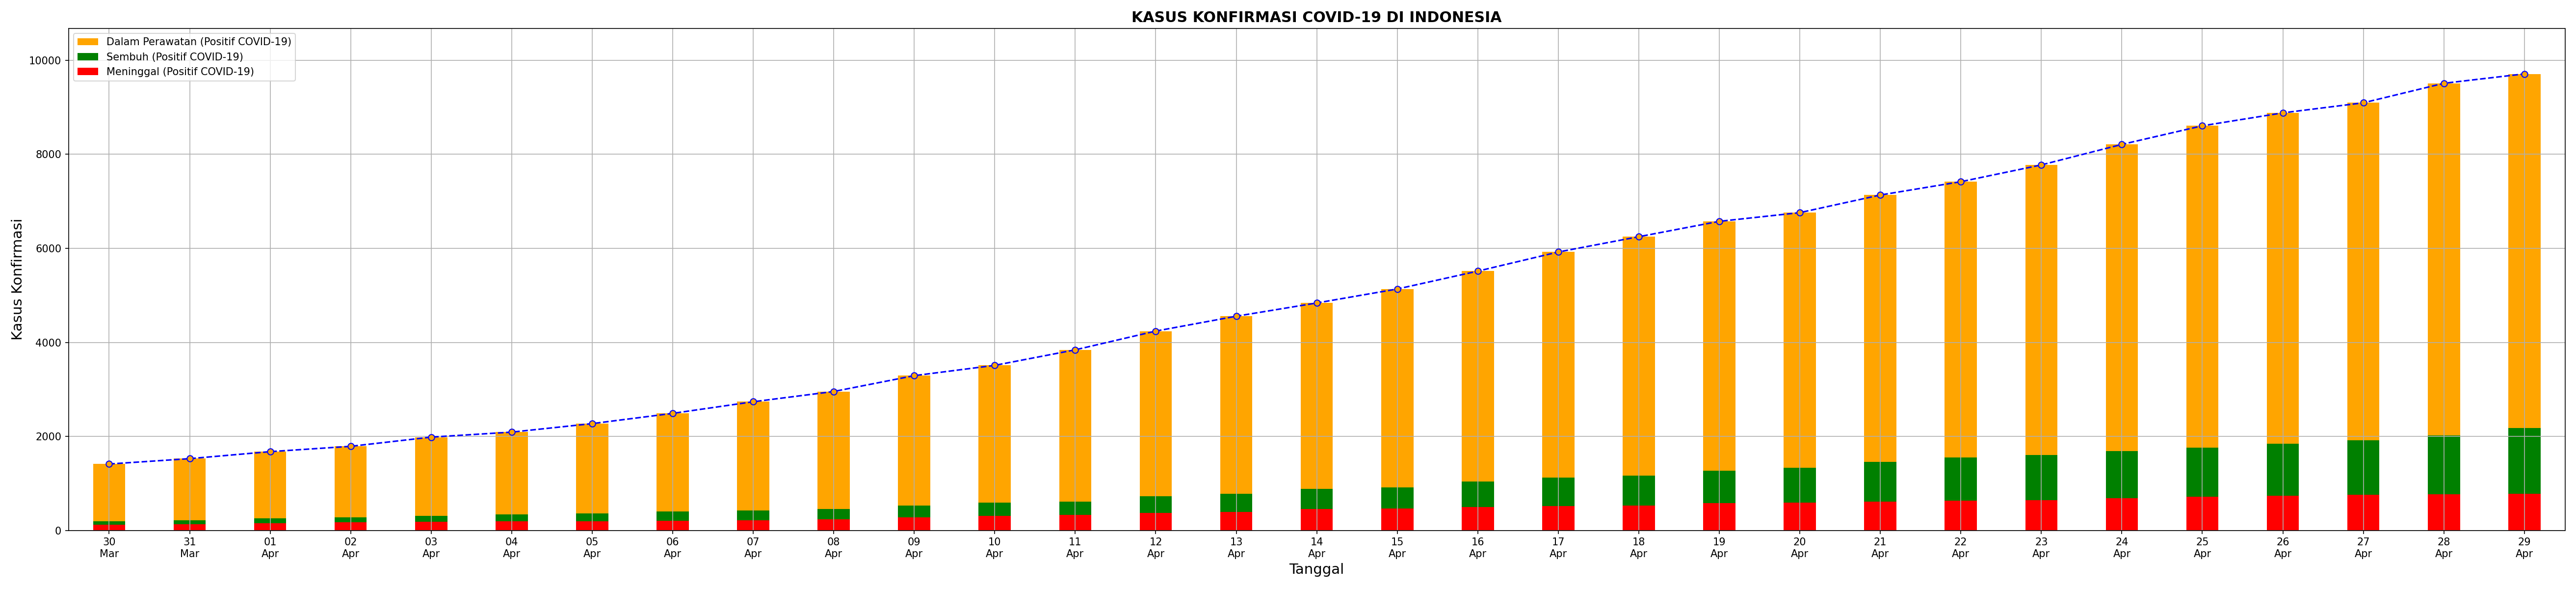 KASUS KONFIRMASI COVID-19 DI INDONESIA
Dalam Perawatan (Positif COVID-19)
Sembuh (Positif COVID-19)
Meninggal (Positif COVID-19)
Kasus Konfirmasi
10000
8000
6000
4000
2000
0
30 31 01 02 03 04 05 06 07 08 09 10 11 12 13 14 15 16 17 18 19 20 21 22 23 24 25 26 27 28 29
Mar Mar Apr Apr Apr Apr Apr Apr Apr Apr Apr Apr Apr Apr Apr Apr Apr Apr Apr Apr Apr Apr Apr Apr Apr Apr Apr Apr Apr Apr Apr
Tanggal